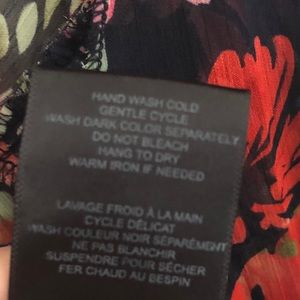 HAND WASH COLD
GENTLE CYCLE
WASH DARK COLOR SEPARATELY
DO NOT BLEACH
HANG TO DRY
WARM IRON IF NEEDED
LAVAGE FROID À LA MAIN
CYCLE DÉLICAT
WASH COULEUR NOIR SÉPARÉMENT
NE PAS BLANCHIR
SUSPENDRE POUR SÉCHER
FER CHAUD AU BESPIN